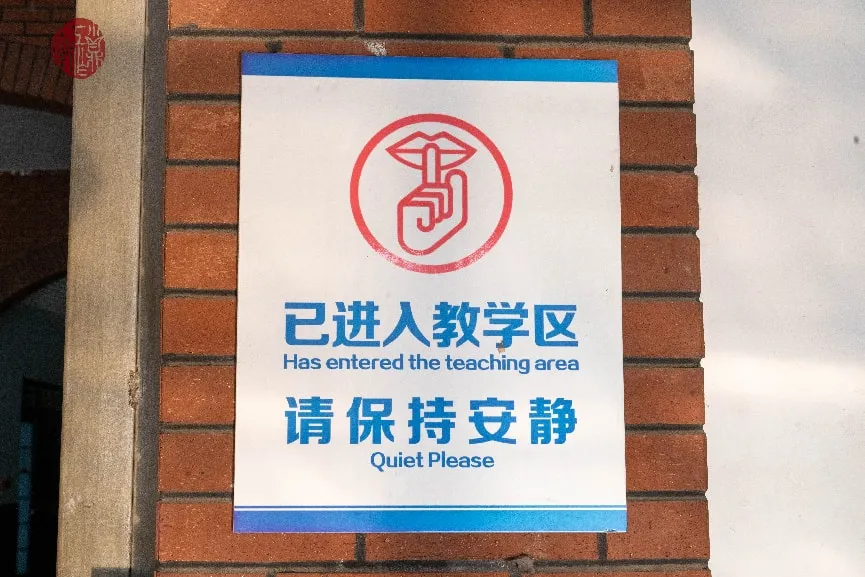 已进入教学区
Has entered the teaching area
请保持安静
Quiet Please